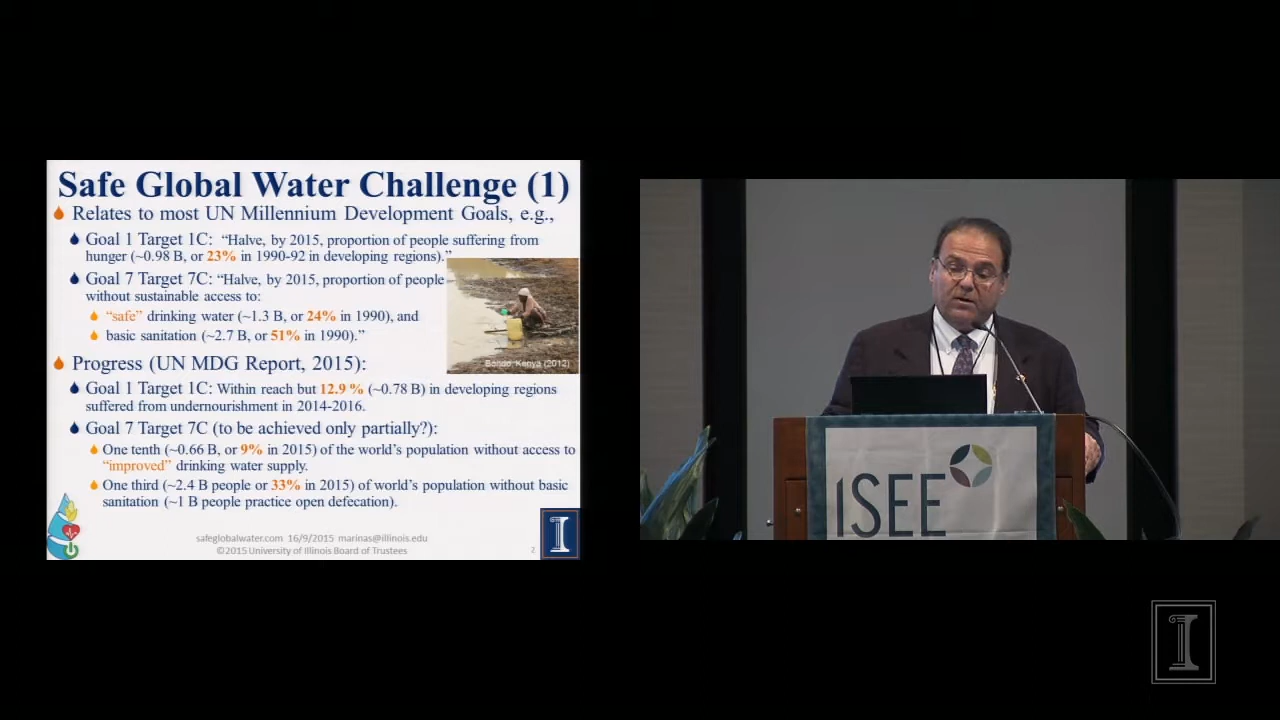 Safe Global Water Challenge (1)
Relates to most UN Millennium Development Goals, e.g.,
Goal 1 Target 1C: “Halve, by 2015, proportion of people suffering from
hunger (~0.98 B, or 23% in 1990-92 in developing regions).”
Goal 7 Target 7C: “Halve, by 2015, proportion of people
without sustainable access to:
“safe” drinking water (~1.3 B, or 24% in 1990), and
basic sanitation (~2.7 B, or 51% in 1990).”
Bondo, Kenya (2012)
Progress (UN MDG Report, 2015):
Goal 1 Target 1C: Within reach but 12.9 % (~0.78 B) in developing regions
suffered from undernourishment in 2014-2016.
Goal 7 Target 7C (to be achieved only partially?):
One tenth (~0.66 B, or 9% in 2015) of the world’s population without access to
“improved” drinking water supply.
One third (~2.4 B people or 33% in 2015) of world’s population without basic
sanitation (~1 B people practice open defecation).
safeglobalwater.com 16/9/2015 marinas@illinois.edu
©2015 University of Illinois Board of Trustees
2
I
ISEE
I